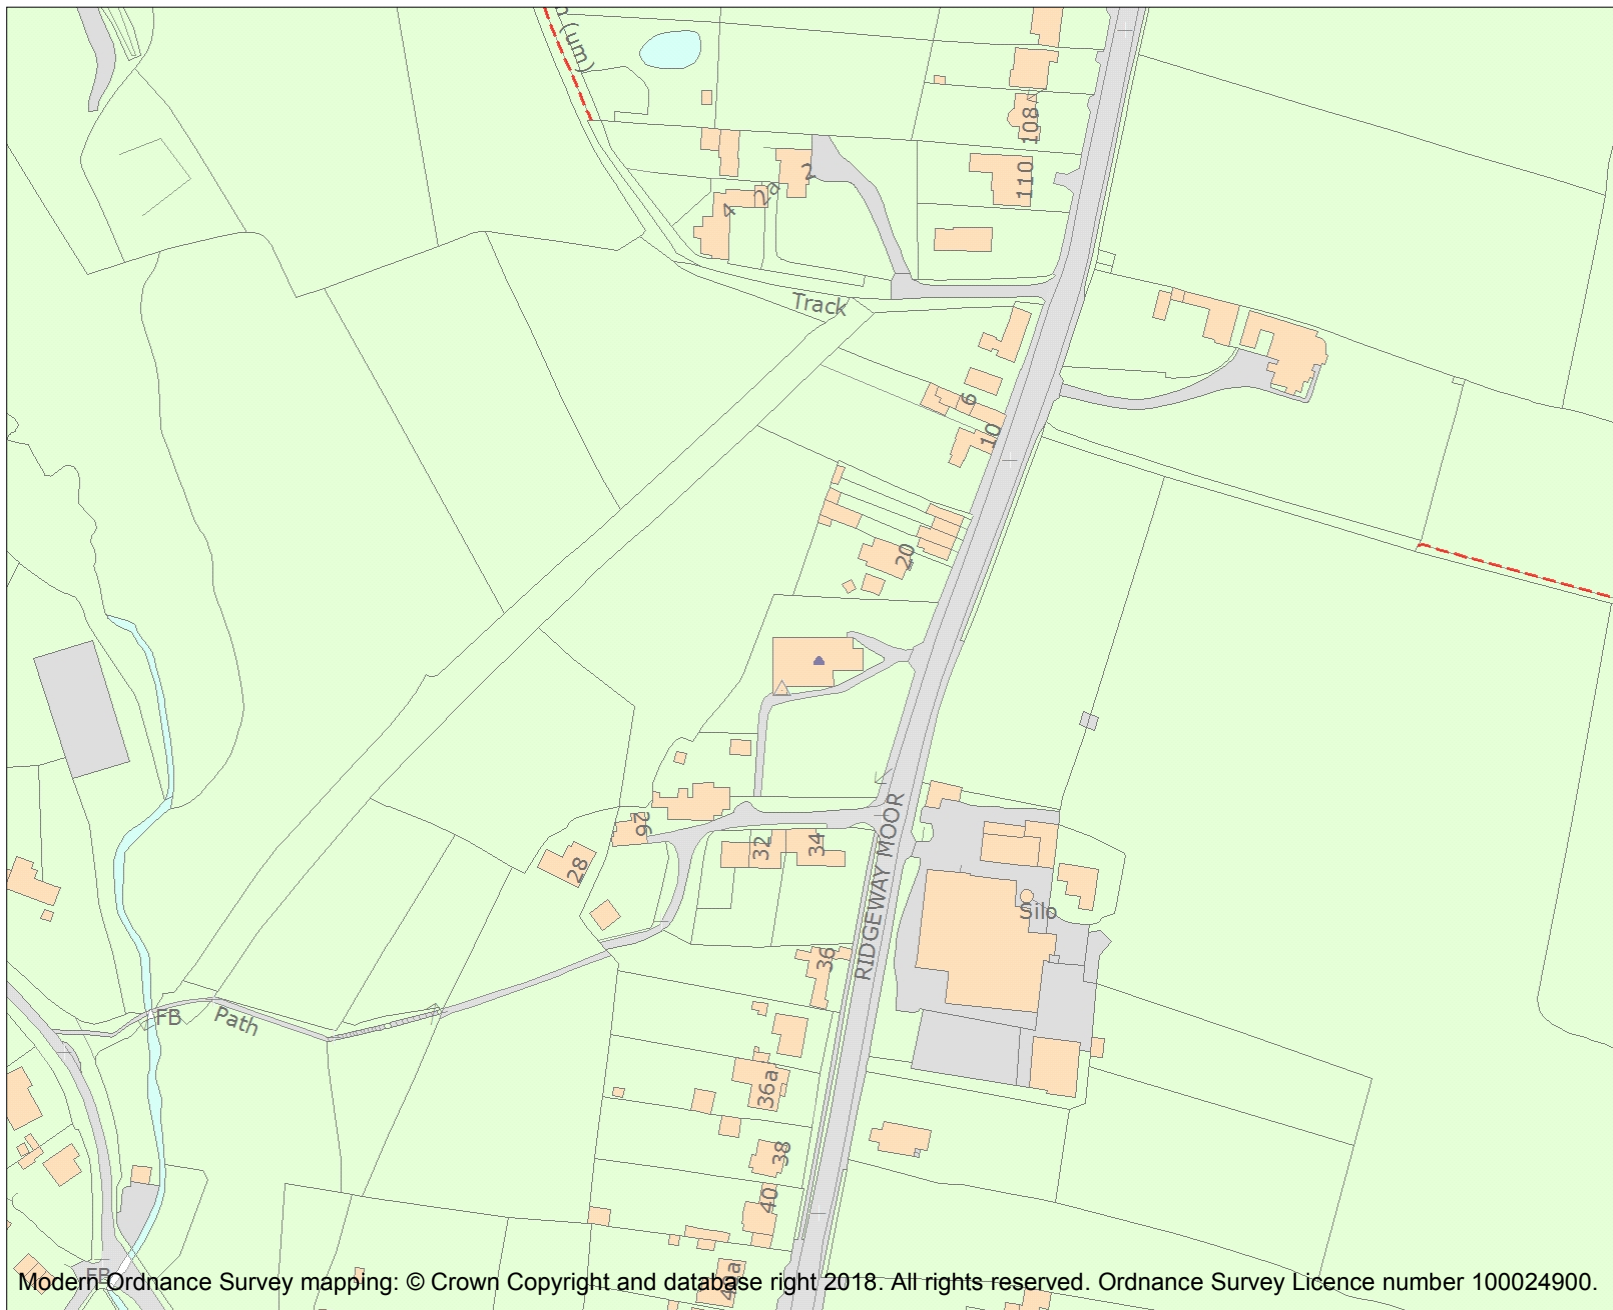 (um)
108
110
2
2a
4
Track
6
10
20
26
28
32
34
RIDGEWAY MOOR
Silo
36
FB
Path
36a
38
40
FB
Modern Ordnance Survey mapping: © Crown Copyright and database right 2018. All rights reserved. Ordnance Survey Licence number 100024900.